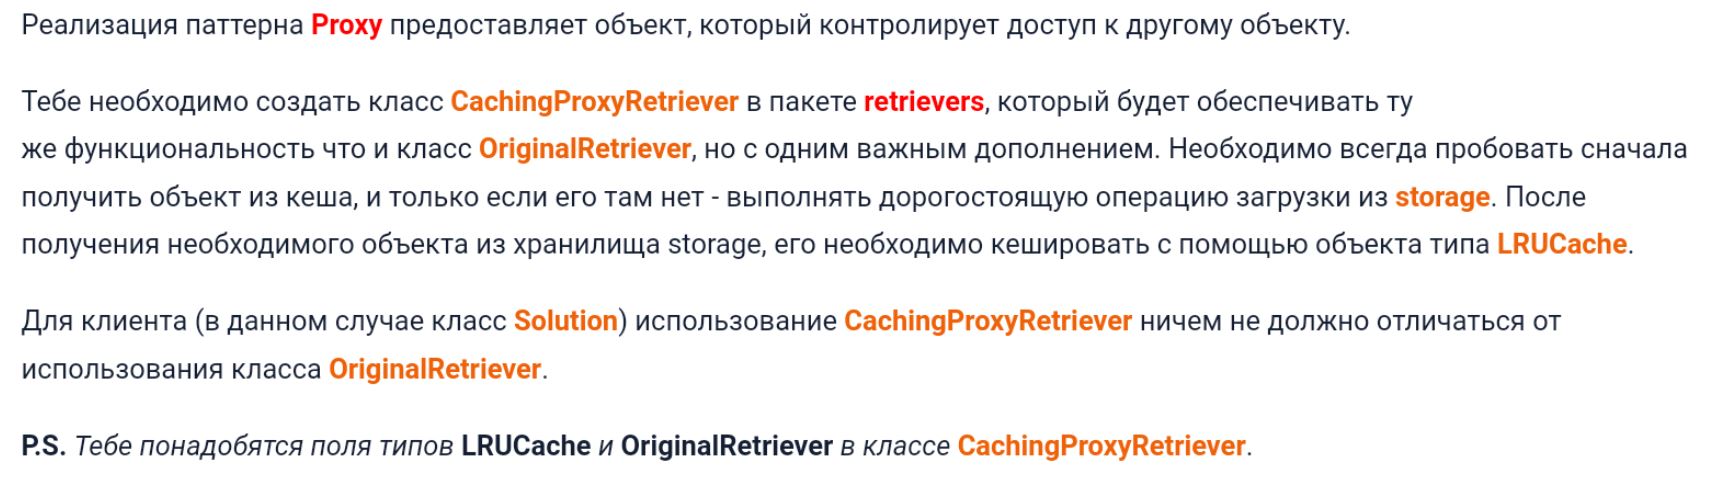 Реализация паттерна Proxy предоставляет объект, который контролирует доступ к другому объекту.
Тебе необходимо создать класс CachingProxyRetriever в пакете retrievers, который будет обеспечивать ту
же функциональность что и класс OriginalRetriever, но с одним важным дополнением. Необходимо всегда пробовать сначала
получить объект из кеша, и только если его там нет - выполнять дорогостоящую операцию загрузки из storage. После
получения необходимого объекта из хранилища storage, его необходимо кешировать с помощью объекта типа LRUCache.
Для клиента (в данном случае класс Solution) использование CachingProxyRetriever ничем не должно отличаться от
использования класса OriginalRetriever.
P.S. Тебе понадобятся поля типов LRUCache и OriginalRetriever в классе CachingProxyRetriever.